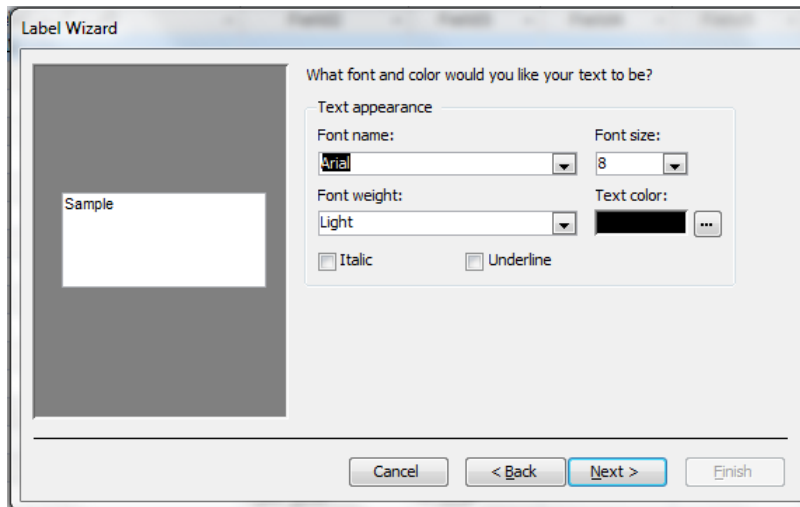 Label Wizard
What font and color would you like your text to be?
Text appearance
Font name: Font size:
Arial 8
Sample
Font weight: Text color:
Light ...
Italic Underline
Cancel < Back Next > Finish